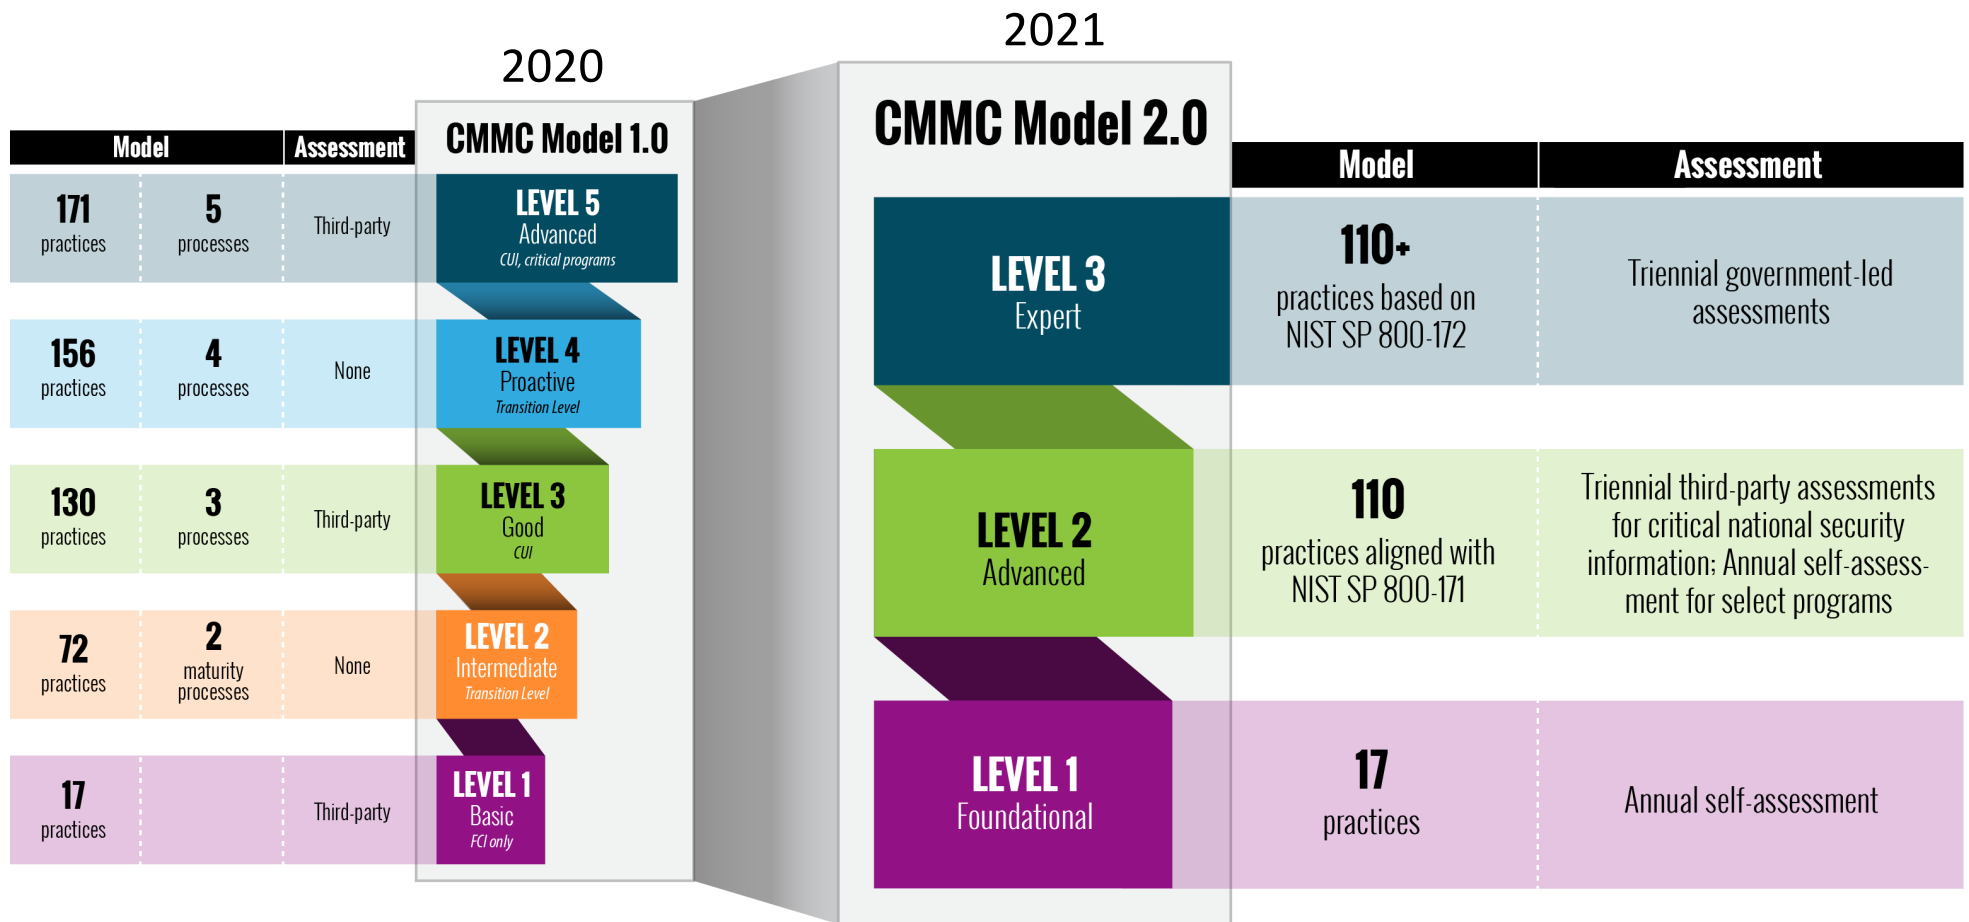 2020
2021
Model
Assessment
CMMC Model 1.0
171
practices
5
processes
Third-party
LEVEL 5
Advanced
CUI, critical programs
156
practices
4
processes
None
LEVEL 4
Proactive
Transition Level
130
practices
3
processes
Third-party
LEVEL 3
Good
CUI
72
practices
2
maturity
processes
None
LEVEL 2
Intermediate
Transition Level
17
practices
Third-party
LEVEL 1
Basic
FCI only
CMMC Model 2.0
Model
Assessment
LEVEL 3
Expert
110+
practices based on
NIST SP 800-172
Triennial government-led
assessments
LEVEL 2
Advanced
110
practices aligned with
NIST SP 800-171
Triennial third-party assessments
for critical national security
information; Annual self-assess-
ment for select programs
LEVEL 1
Foundational
17
practices
Annual self-assessment